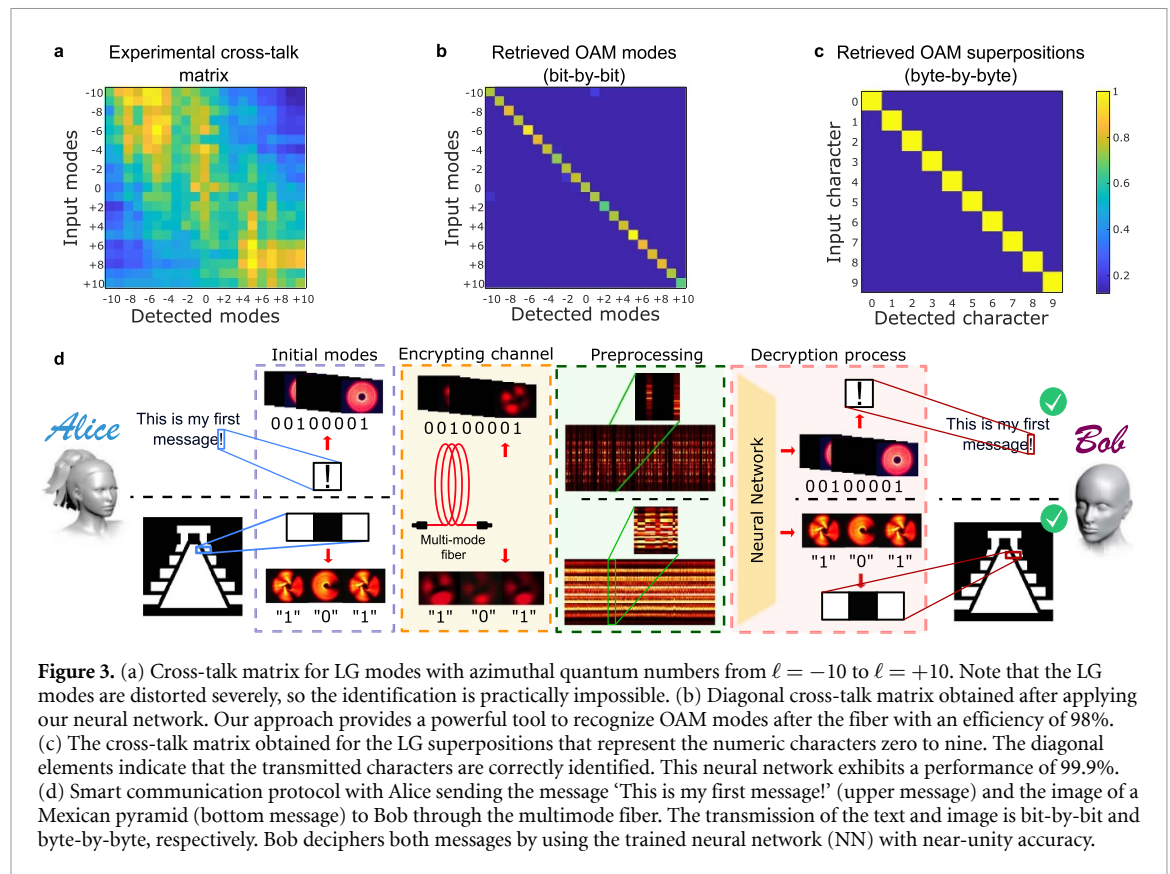 a
Experimental cross-talk
matrix
Input modes
-10
-8
-6
-4
-2
0
+2
+4
+6
+8
+10
-10 -8 -6 -4 -2 0 +2 +4 +6 +8 +10
Detected modes
b
Retrieved OAM modes
(bit-by-bit)
Input modes
-10
-8
-6
-4
-2
0
+2
+4
+6
+8
+10
-10 -8 -6 -4 -2 0 +2 +4 +6 +8 +10
Detected modes
c
Retrieved OAM superpositions
(byte-by-byte)
Input character
0
1
2
3
4
5
6
7
8
9
0 1 2 3 4 5 6 7 8 9
Detected character
1
0.8
0.6
0.4
0.2
d
Alice
This is my first
message!
Initial modes
0 0 1 0 0 0 0 1
!
"1" "0" "1"
Encrypting channel
0 0 1 0 0 0 0 1
Multi-mode
fiber
"1" "0" "1"
Preprocessing
Decryption process
Neural Network
!
0 0 1 0 0 0 0 1
"1" "0" "1"
This is my first
message!
Bob
Figure 3. (a) Cross-talk matrix for LG modes with azimuthal quantum numbers from ℓ = −10 to ℓ = +10. Note that the LG
modes are distorted severely, so the identification is practically impossible. (b) Diagonal cross-talk matrix obtained after applying
our neural network. Our approach provides a powerful tool to recognize OAM modes after the fiber with an efficiency of 98%.
(c) The cross-talk matrix obtained for the LG superpositions that represent the numeric characters zero to nine. The diagonal
elements indicate that the transmitted characters are correctly identified. This neural network exhibits a performance of 99.9%.
(d) Smart communication protocol with Alice sending the message ‘This is my first message!’ (upper message) and the image of a
Mexican pyramid (bottom message) to Bob through the multimode fiber. The transmission of the text and image is bit-by-bit and
byte-by-byte, respectively. Bob deciphers both messages by using the trained neural network (NN) with near-unity accuracy.